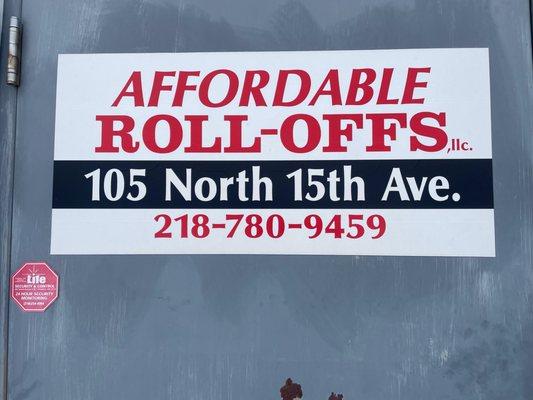 AFFORDABLE
ROLL-OFFS,llc.
105 North 15th Ave.
218-780-9459
Life
SECURITY & CONTROL
24 HOUR SECURITY
MONITORING